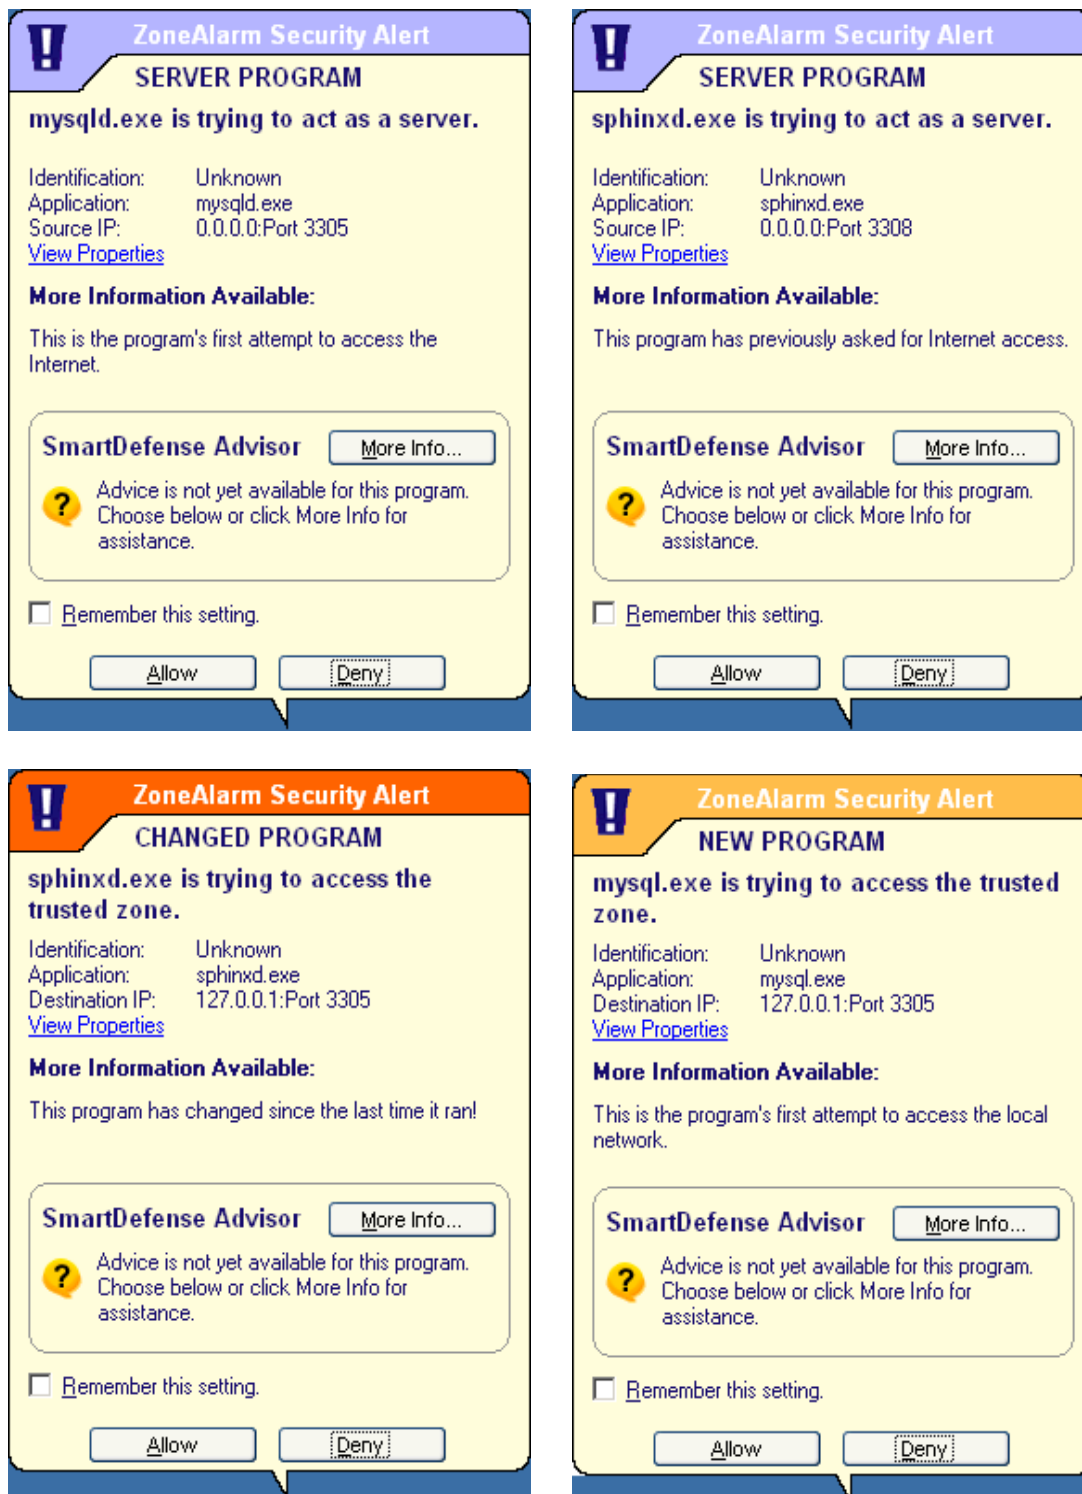 ZoneAlarm Security Alert
SERVER PROGRAM
mysqld.exe is trying to act as a server.
Identification: Unknown
Application: mysqld.exe
Source IP: 0.0.0.0:Port 3305
View Properties
More Information Available:
This is the program's first attempt to access the
Internet.
SmartDefense Advisor More Info...
Advice is not yet available for this program.
Choose below or click More Info for
assistance.
Remember this setting.
Allow Deny
ZoneAlarm Security Alert
SERVER PROGRAM
sphinxd.exe is trying to act as a server.
Identification: Unknown
Application: sphinxd.exe
Source IP: 0.0.0.0:Port 3308
View Properties
More Information Available:
This program has previously asked for Internet access.
SmartDefense Advisor More Info...
Advice is not yet available for this program.
Choose below or click More Info for
assistance.
Remember this setting.
Allow Deny
ZoneAlarm Security Alert
CHANGED PROGRAM
sphinxd.exe is trying to access the
trusted zone.
Identification: Unknown
Application: sphinxd.exe
Destination IP: 127.0.0.1:Port 3305
View Properties
More Information Available:
This program has changed since the last time it ran!
SmartDefense Advisor More Info...
Advice is not yet available for this program.
Choose below or click More Info for
assistance.
Remember this setting.
Allow Deny
ZoneAlarm Security Alert
NEW PROGRAM
mysql.exe is trying to access the trusted
zone.
Identification: Unknown
Application: mysql.exe
Destination IP: 127.0.0.1:Port 3305
View Properties
More Information Available:
This is the program's first attempt to access the local
network.
SmartDefense Advisor More Info...
Advice is not yet available for this program.
Choose below or click More Info for
assistance.
Remember this setting.
Allow Deny